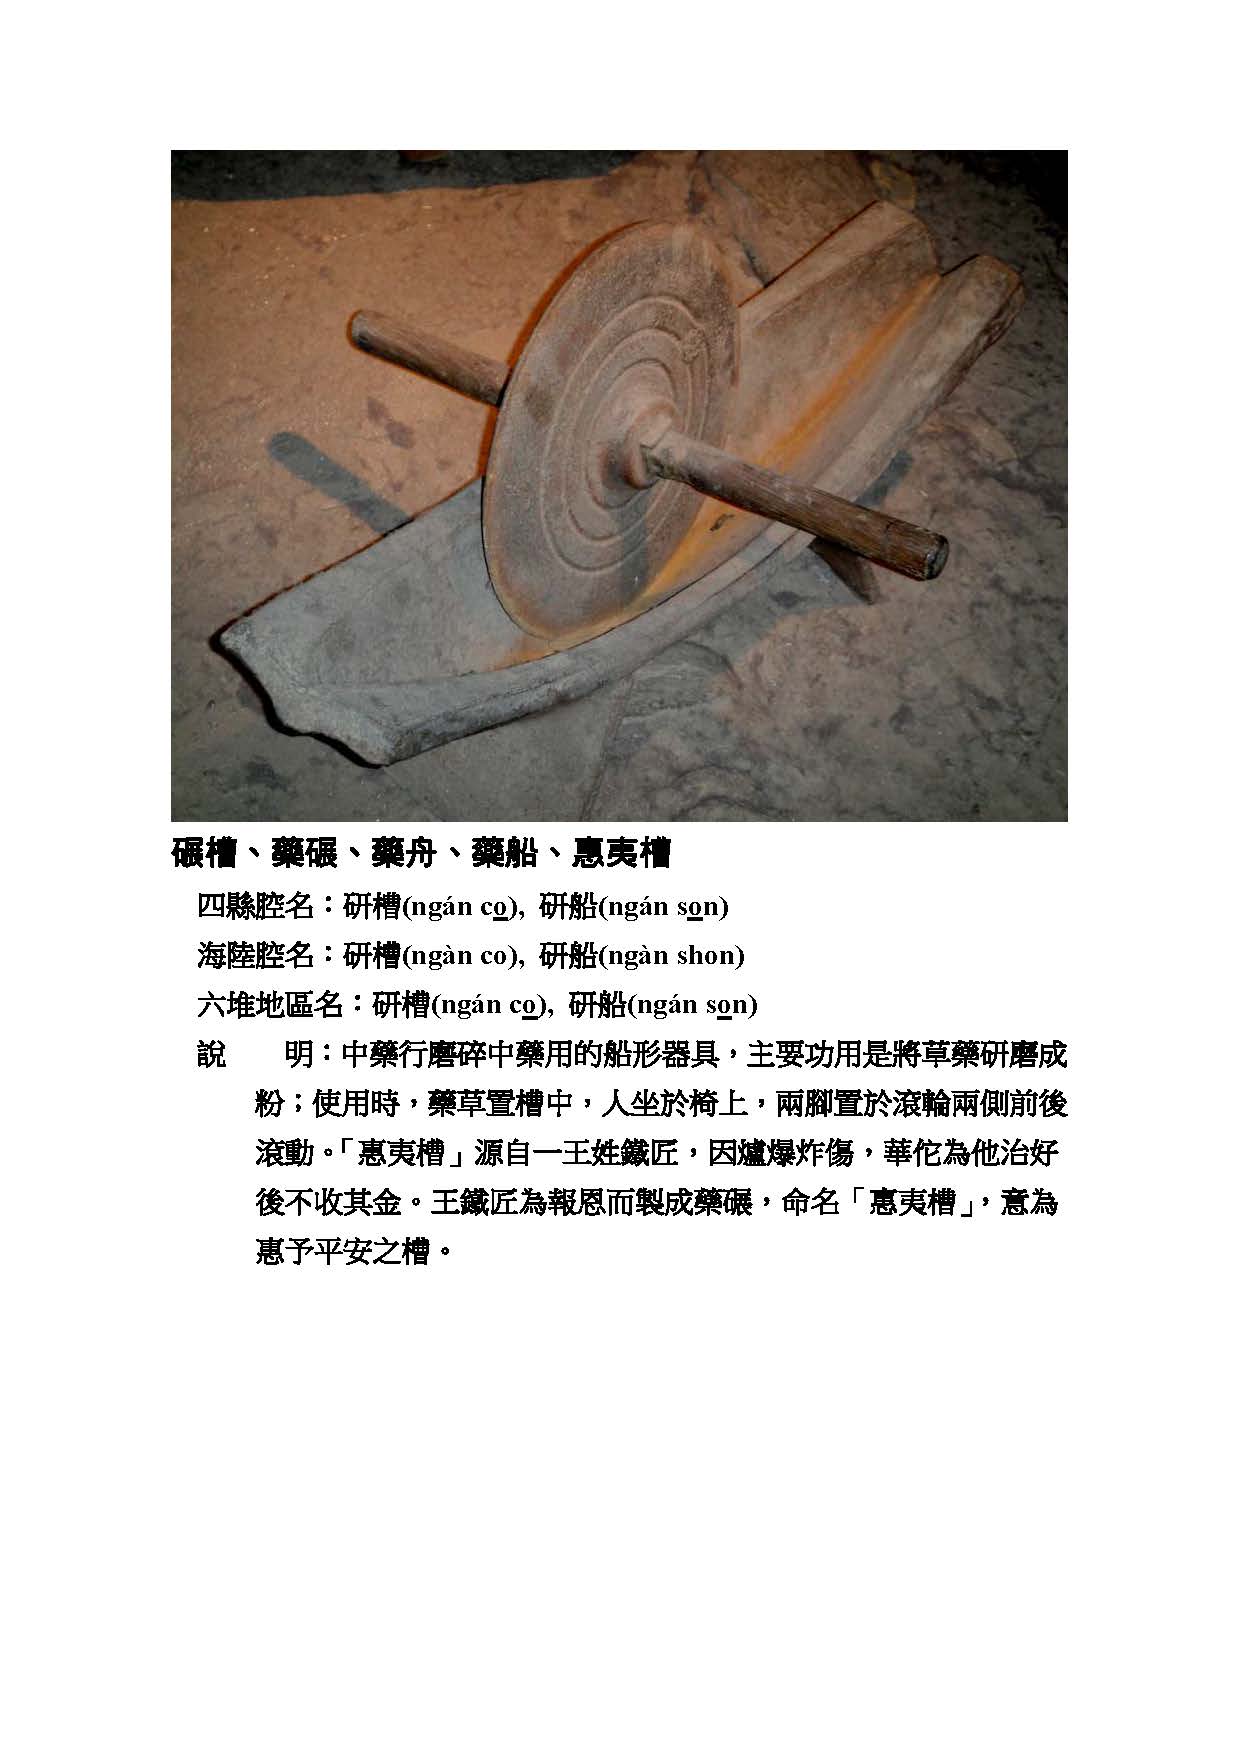 碾槽、藥碾、藥舟、藥船、惠夷槽
四縣腔名：研槽(ngán co), 研船(ngán son)
海陸腔名：研槽(ngàn co), 研船(ngàn shon)
六堆地區名：研槽(ngán co), 研船(ngán son)
說　　明：中藥行磨碎中藥用的船形器具，主要功用是將草藥研磨成
粉；使用時，藥草置槽中，人坐於椅上，兩腳置於滾輪兩側前後
滾動。「惠夷槽」源自一王姓鐵匠，因爐爆炸傷，華佗為他治好
後不收其金。王鐵匠為報恩而製成藥碾，命名「惠夷槽」，意為
惠予平安之槽。